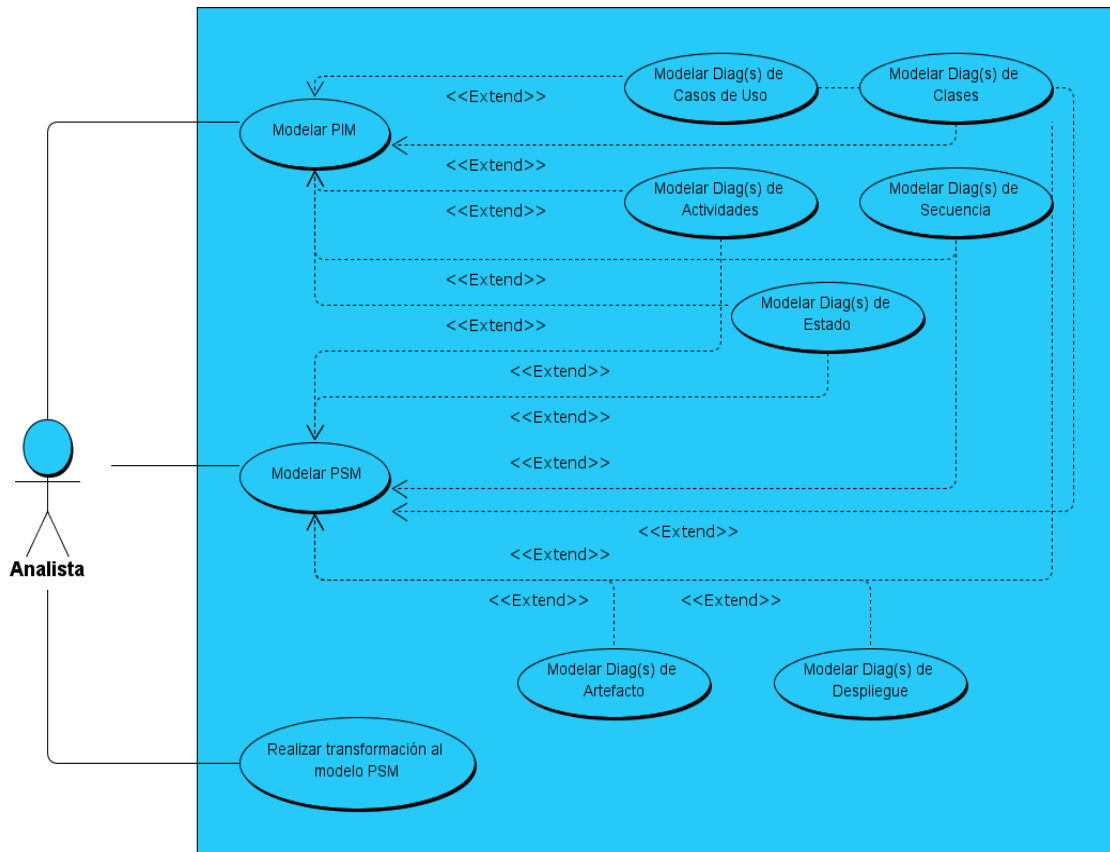 Modelar Diag(s) de
Casos de Uso
Modelar Diag(s) de
Clases
<<Extend>>
Modelar PIM
<<Extend>>
Modelar Diag(s) de
Actividades
Modelar Diag(s) de
Secuencia
<<Extend>>
<<Extend>>
Modelar Diag(s) de
Estado
<<Extend>>
<<Extend>>
<<Extend>>
Modelar PSM
<<Extend>>
<<Extend>>
<<Extend>>
Analista
<<Extend>>
<<Extend>>
Modelar Diag(s) de
Artefacto
Modelar Diag(s) de
Despliegue
Realizar transformación al
modelo PSM